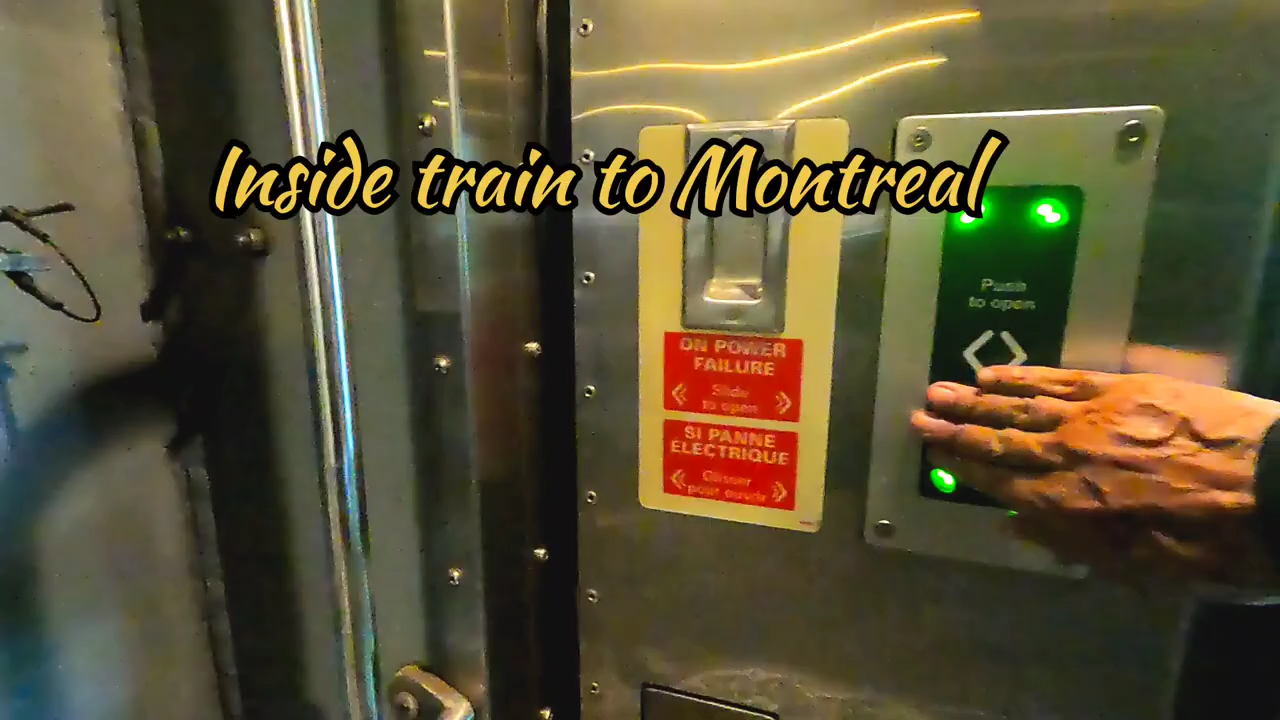 Inside train to Montreal
ON POWER
FAILURE
Slide
to open
SI PANNE
ELECTRIQUE
Glisser
pour ouvrir
Push
to open